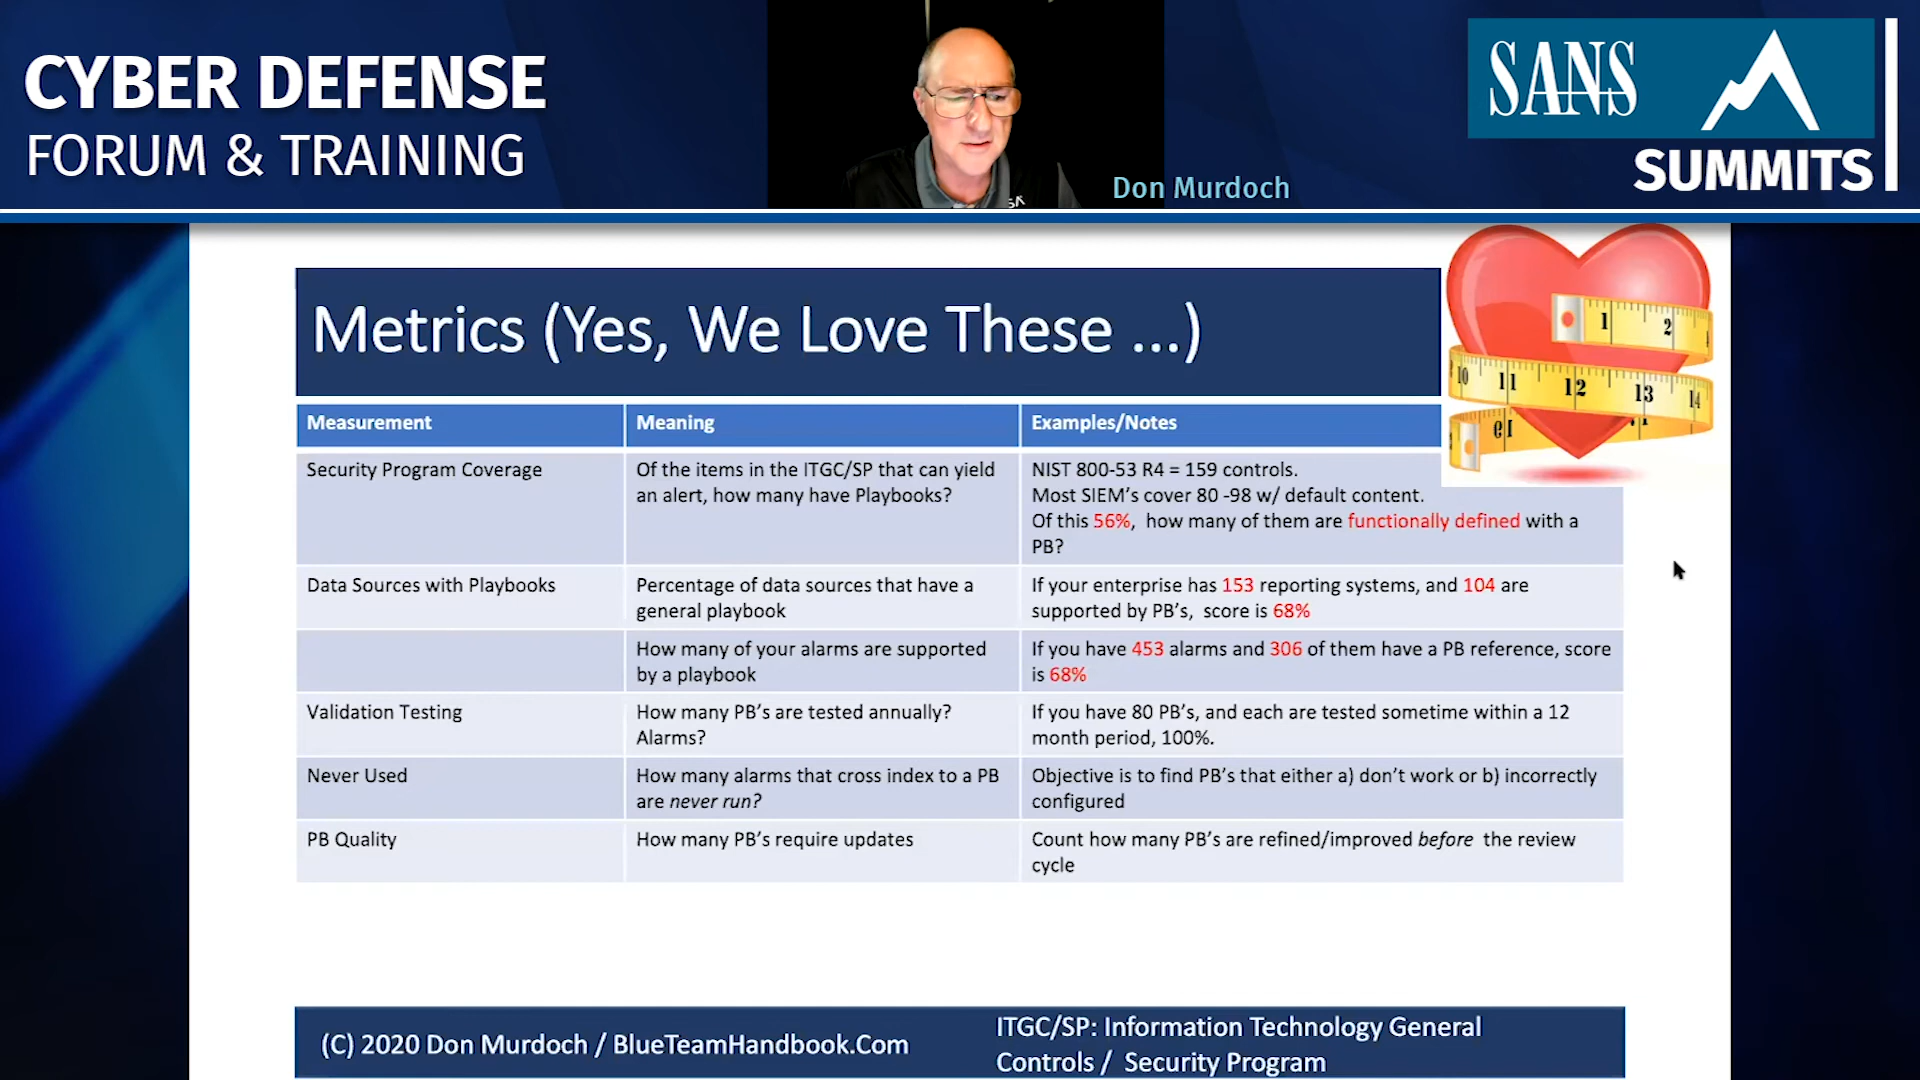 CYBER DEFENSE
FORUM & TRAINING
Don Murdoch
SANS
SUMMITS
Metrics (Yes, We Love These ...)
1 2
10 11 12 13 14
Measurement Meaning Examples/Notes
Security Program Coverage
Of the items in the ITGC/SP that can yield
an alert, how many have Playbooks?
NIST 800-53 R4 = 159 controls.
Most SIEM's cover 80 -98 w/ default content.
Of this 56%, how many of them are functionally defined with a
PB?
Data Sources with Playbooks
Percentage of data sources that have a
general playbook
If your enterprise has 153 reporting systems, and 104 are
supported by PB's, score is 68%
How many of your alarms are supported
by a playbook
If you have 453 alarms and 306 of them have a PB reference, score
is 68%
Validation Testing
How many PB's are tested annually?
Alarms?
If you have 80 PB's, and each are tested sometime within a 12
month period, 100%.
Never Used
How many alarms that cross index to a PB
are never run?
Objective is to find PB's that either a) don't work or b) incorrectly
configured
PB Quality
How many PB's require updates
Count how many PB's are refined/improved before the review
cycle
(C) 2020 Don Murdoch / BlueTeamHandbook.Com
ITGC/SP: Information Technology General
Controls / Security Program